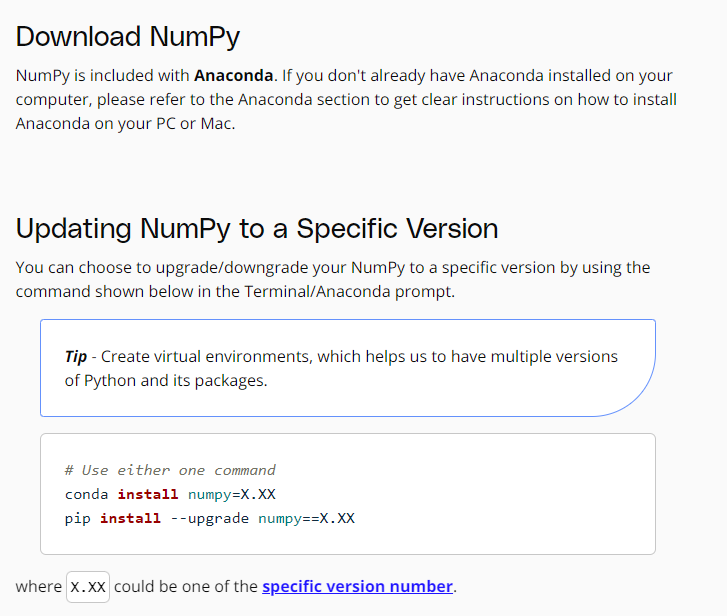 Download NumPy
NumPy is included with Anaconda. If you don't already have Anaconda installed on your
computer, please refer to the Anaconda section to get clear instructions on how to install
Anaconda on your PC or Mac.
Updating NumPy to a Specific Version
You can choose to upgrade/downgrade your NumPy to a specific version by using the
command shown below in the Terminal/Anaconda prompt.
Tip - Create virtual environments, which helps us to have multiple versions
of Python and its packages.
# Use either one command
conda install numpy=X.XX
pip install --upgrade numpy==X.XX
where X.XX could be one of the specific version number.